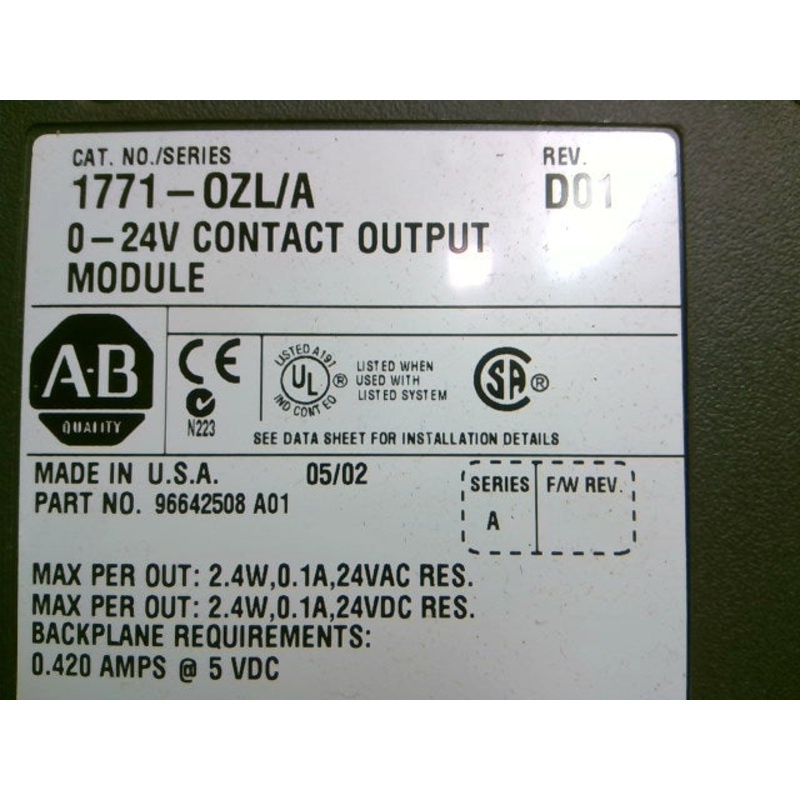 CAT. NO./SERIES REV.
1771-OZL/A D01
0-24V CONTACT OUTPUT
MODULE
A-B
QUALITY
CE
N223
LISTED A191
UL ®
IND CONT EQ
LISTED WHEN
USED WITH
LISTED SYSTEM
SA ®
SEE DATA SHEET FOR INSTALLATION DETAILS
MADE IN U.S.A. 05/02
PART NO. 96642508 A01
SERIES F/W REV.
A
MAX PER OUT: 2.4W,0.1A,24VAC RES.
MAX PER OUT: 2.4W,0.1A,24VDC RES.
BACKPLANE REQUIREMENTS:
0.420 AMPS @ 5 VDC